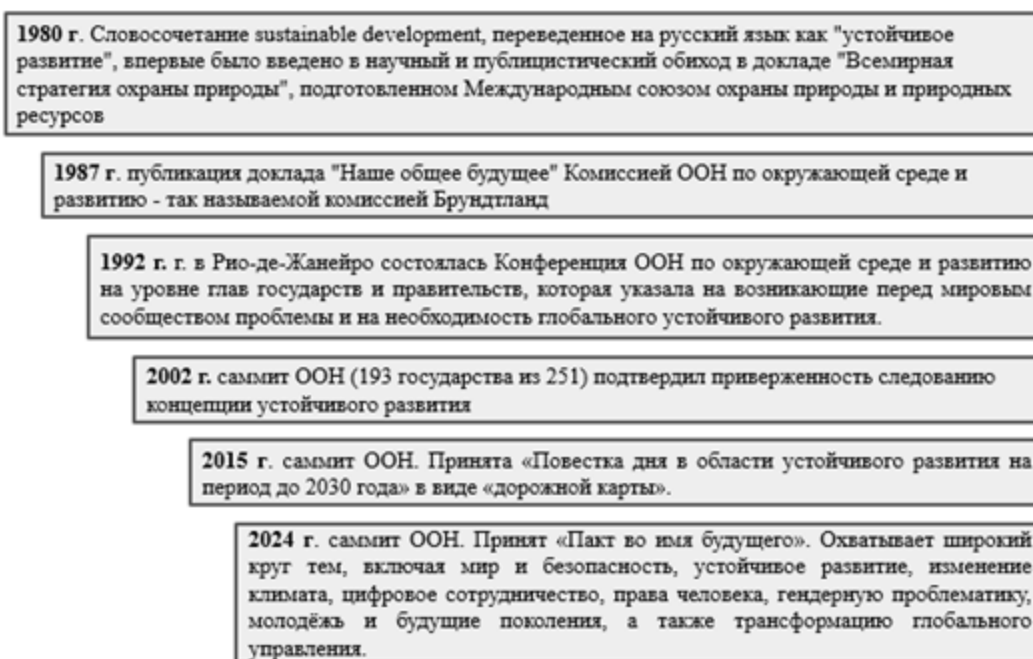 1980 г. Словосочетание sustainable development, переведенное на русский язык как "устойчивое
развитие", впервые было введено в научный и публицистический обиход в докладе "Всемирная
стратегия охраны природы", подготовленном Международным союзом охраны природы и природных
ресурсов
1987 г. публикация доклада "Наше общее будущее" Комиссией ООН по окружающей среде и
развитию - так называемой комиссией Брундтланд
1992 г. г. в Рио-де-Жанейро состоялась Конференция ООН по окружающей среде и развитию
на уровне глав государств и правительств, которая указала на возникающие перед мировым
сообществом проблемы и на необходимость глобального устойчивого развития.
2002 г. саммит ООН (193 государства из 251) подтвердил приверженность следованию
концепции устойчивого развития
2015 г. саммит ООН. Принята «Повестка дня в области устойчивого развития на
период до 2030 года» в виде «дорожной карты».
2024 г. саммит ООН. Принят «Пакт во имя будущего». Охватывает широкий
круг тем, включая мир и безопасность, устойчивое развитие, изменение
климата, цифровое сотрудничество, права человека, гендерную проблематику,
молодёжь и будущие поколения, а также трансформацию глобального
управления.